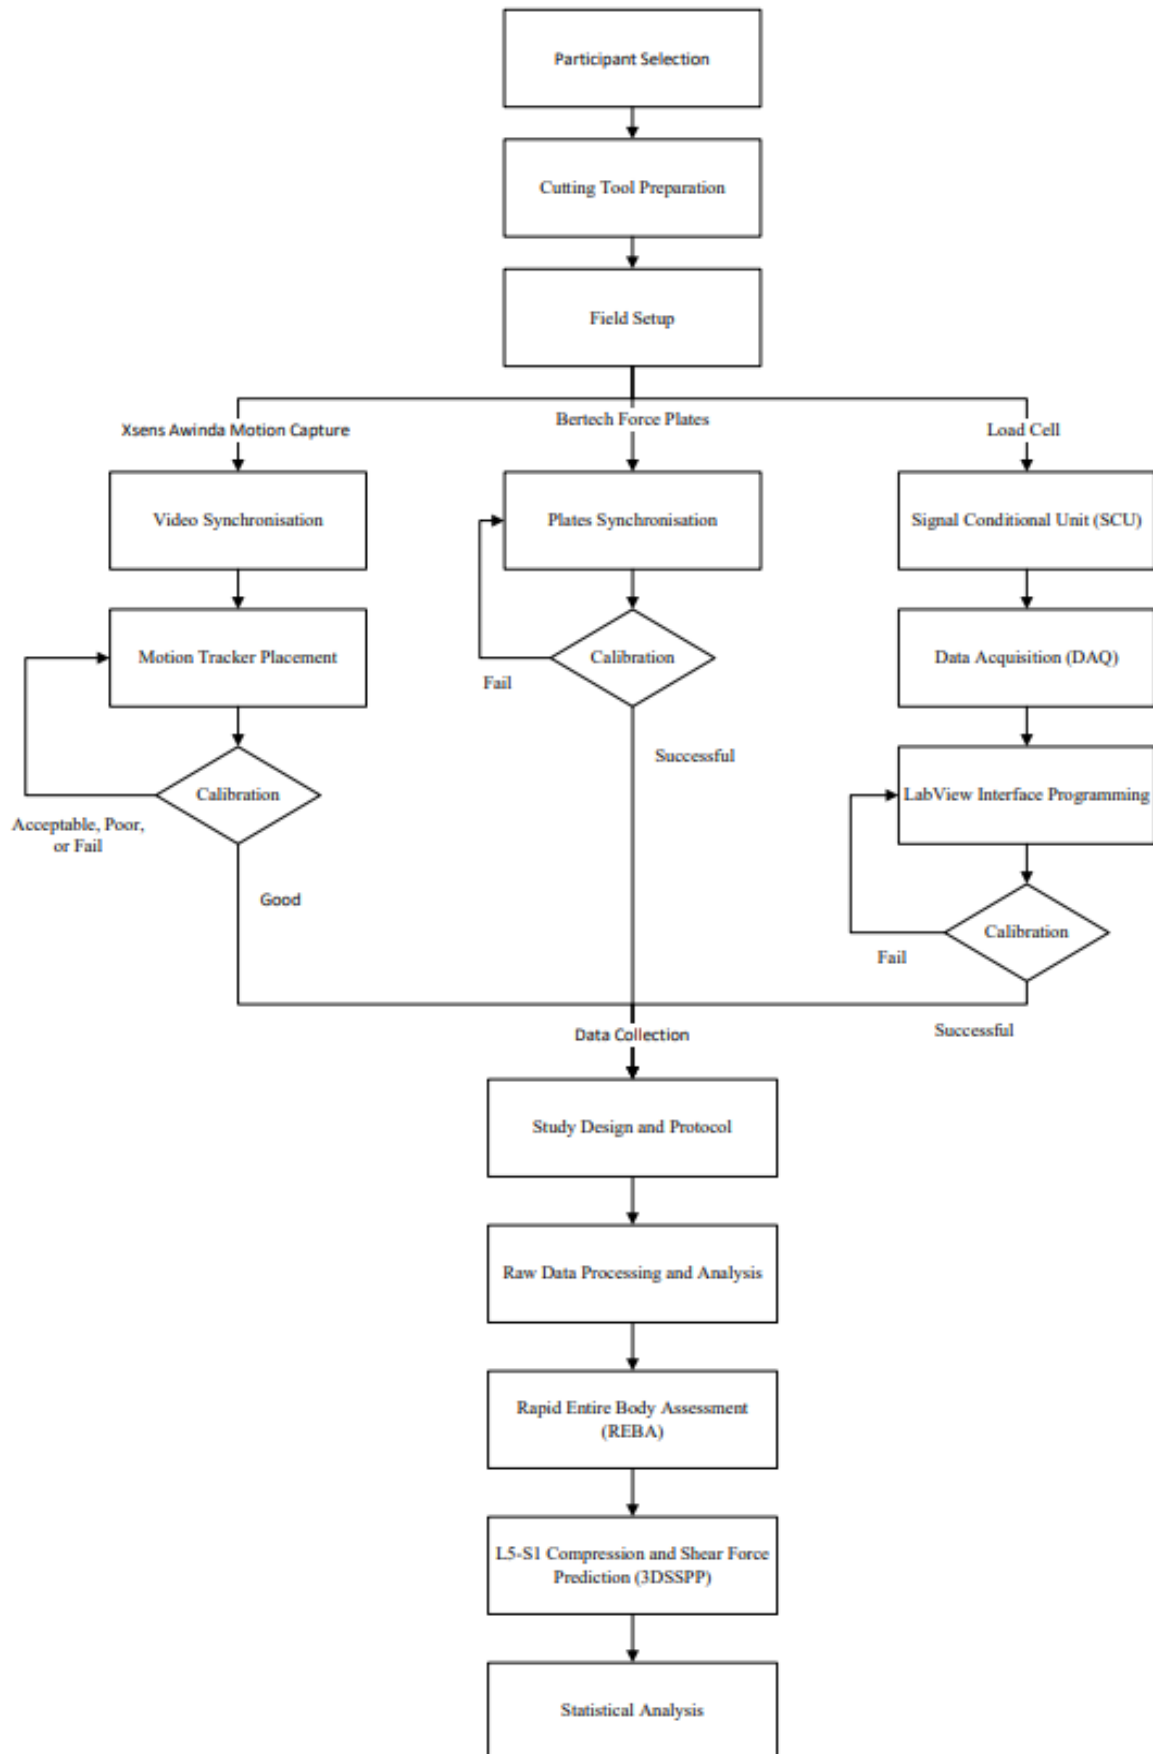 Participant Selection
Cutting Tool Preparation
Field Setup
Xsens Awinda Motion Capture
Bertech Force Plates
Load Cell
Video Synchronisation
Plates Synchronisation
Signal Conditional Unit (SCU)
Motion Tracker Placement
Calibration
Data Acquisition (DAQ)
Fail
Successful
Calibration
LabView Interface Programming
Acceptable, Poor,
or Fail
Good
Calibration
Fail
Successful
Data Collection
Study Design and Protocol
Raw Data Processing and Analysis
Rapid Entire Body Assessment
(REBA)
L5-S1 Compression and Shear Force
Prediction (3DSSPP)
Statistical Analysis